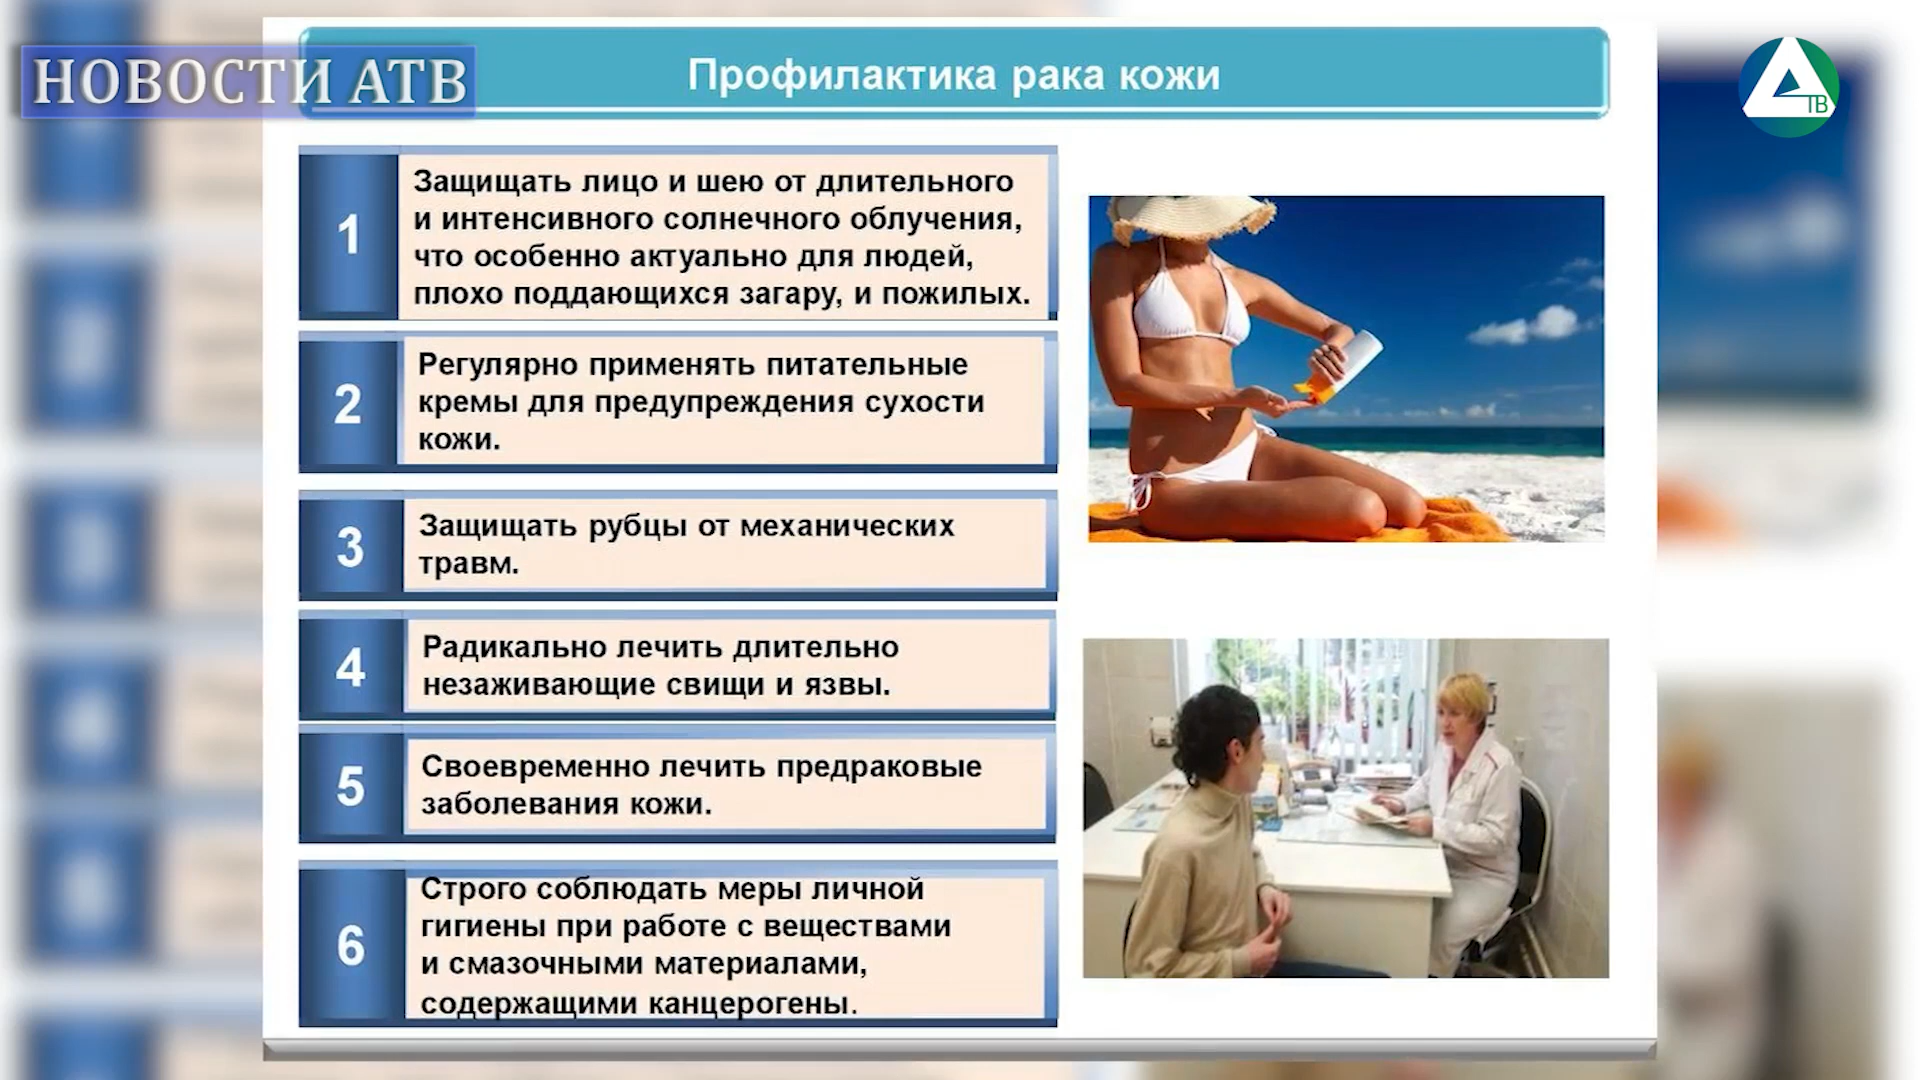 НОВОСТИ АТВ
Профилактика рака кожи
ТВ
1
Защищать лицо и шею от длительного
и интенсивного солнечного облучения,
что особенно актуально для людей,
плохо поддающихся загару, и пожилых.
2
Регулярно применять питательные
кремы для предупреждения сухости
кожи.
3
Защищать рубцы от механических
травм.
4
Радикально лечить длительно
незаживающие свищи и язвы.
5
Своевременно лечить предраковые
заболевания кожи.
6
Строго соблюдать меры личной
гигиены при работе с веществами
и смазочными материалами,
содержащими канцерогены.